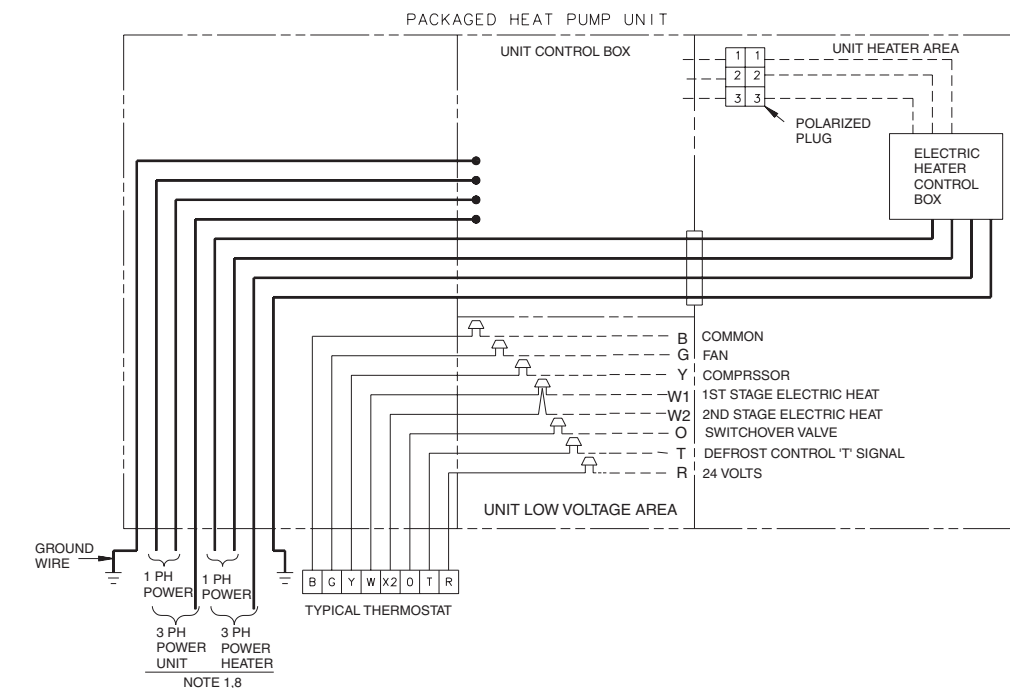 PACKAGED HEAT PUMP UNIT
UNIT CONTROL BOX
UNIT HEATER AREA
1 1
2 2
3 3
POLARIZED
PLUG
ELECTRIC
HEATER
CONTROL
BOX
B COMMON
G FAN
Y COMPRSSOR
W1 1ST STAGE ELECTRIC HEAT
W2 2ND STAGE ELECTRIC HEAT
O SWITCHOVER VALVE
T DEFROST CONTROL 'T' SIGNAL
R 24 VOLTS
UNIT LOW VOLTAGE AREA
GROUND
WIRE
1 PH
POWER
1 PH
POWER
B G Y W X2 O T R
TYPICAL THERMOSTAT
3 PH
POWER
UNIT
3 PH
POWER
HEATER
NOTE 1,8